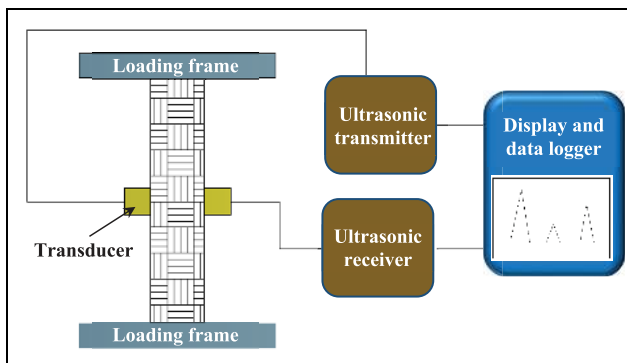 Loading frame
Ultrasonic
transmitter
Display and
data logger
Transducer
Ultrasonic
receiver
Loading frame